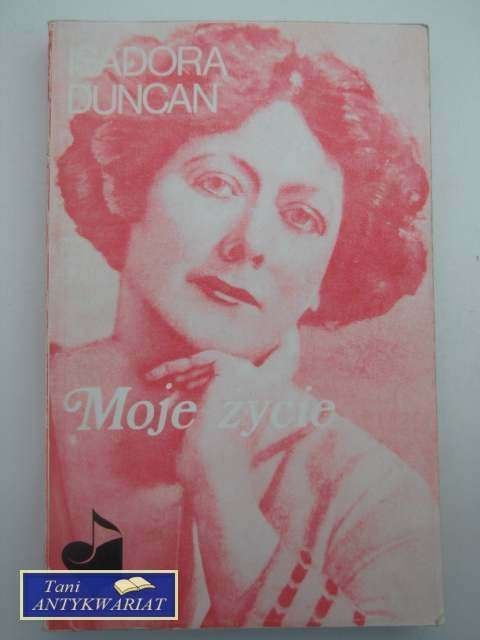 ISADORA
DUNCAN
Moje życie
Tani
ANTYKWARIAT